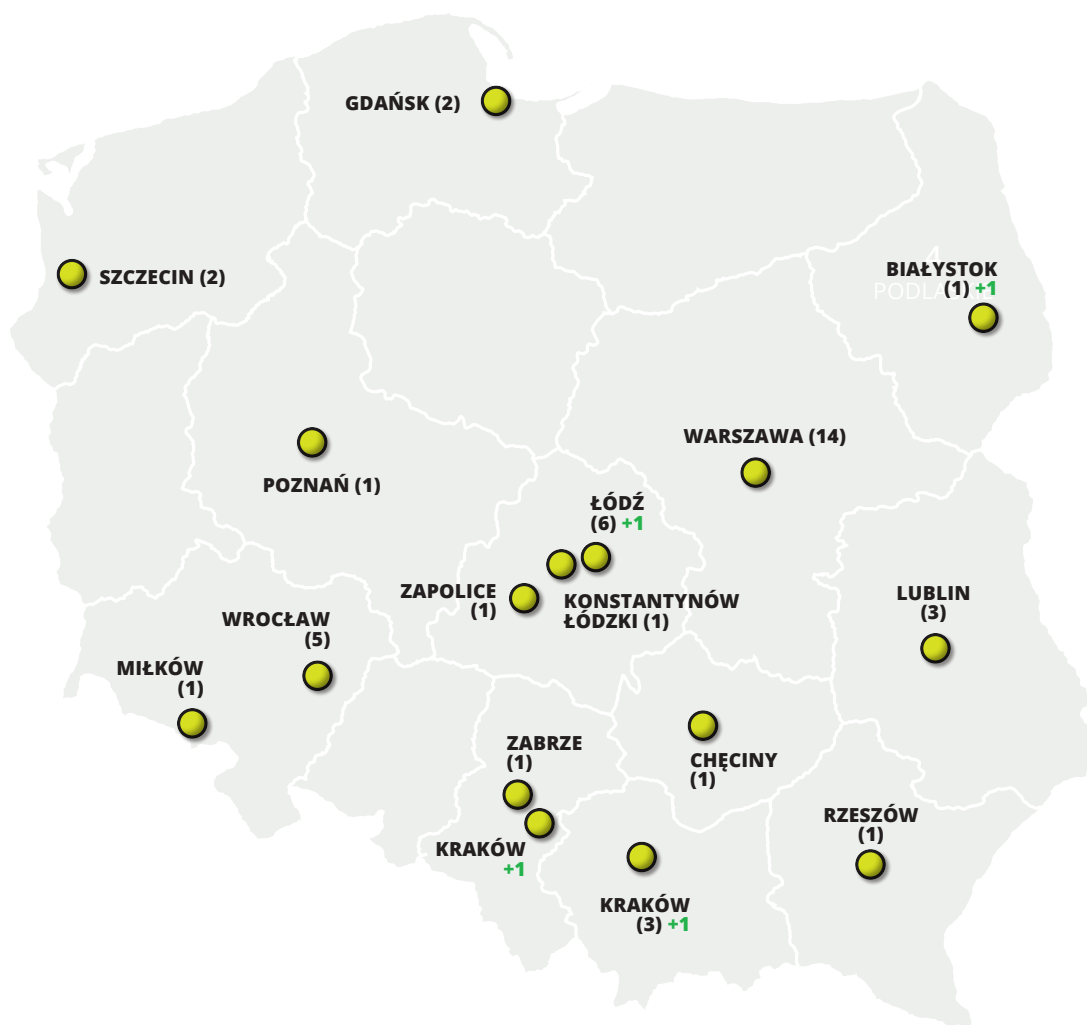 GDAŃSK (2)
SZCZECIN (2)
4
BIAŁYSTOK
(1) +1
WARSZAWA (14)
POZNAŃ (1)
ŁÓDŹ
(6) +1
ZAPOLICE
(1)
KONSTANTYNÓW
ŁÓDZKI (1)
LUBLIN
(3)
WROCŁAW
(5)
MIŁKÓW
(1)
ZABRZE
(1)
CHĘCINY
(1)
RZESZÓW
(1)
KRAKÓW
+1
KRAKÓW
(3) +1